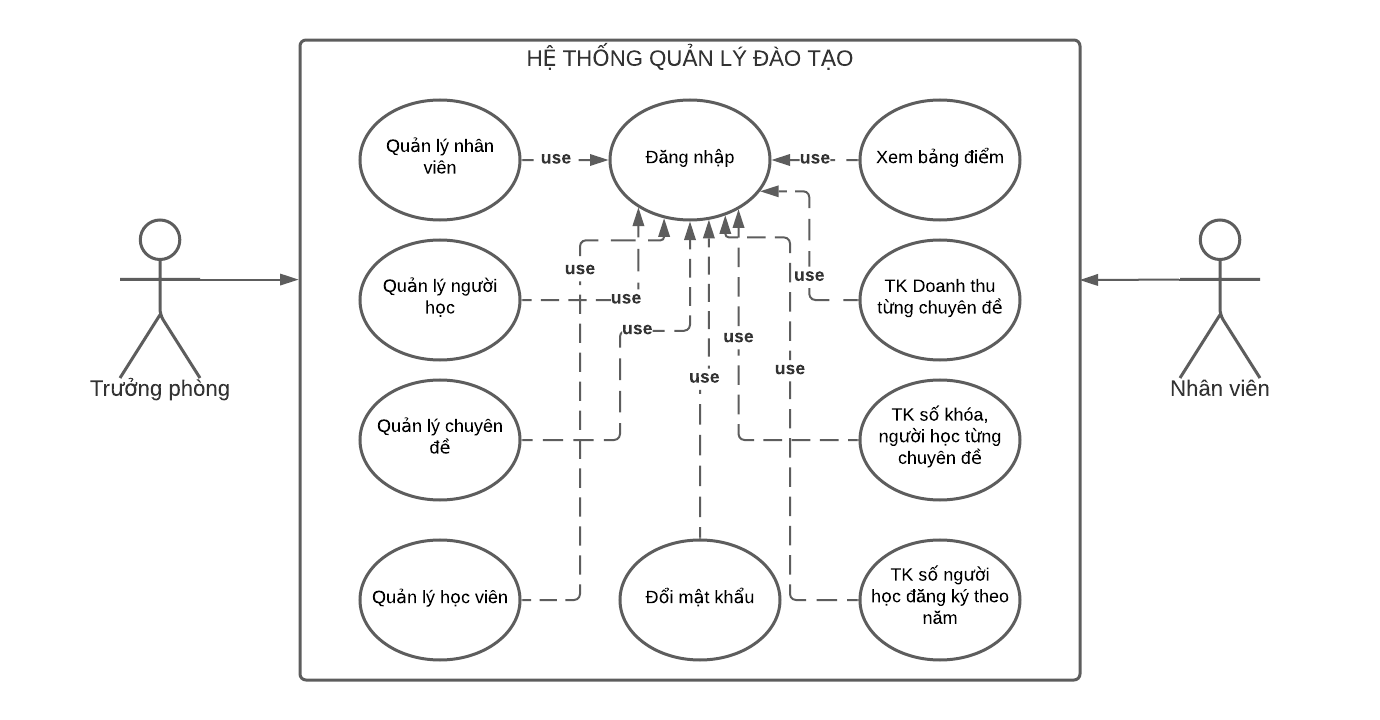 HỆ THỐNG QUẢN LÝ ĐÀO TẠO
Quản lý nhân
viên
use
Đăng nhập
use
Xem bảng điểm
Quản lý người
học
use
use
use
use
use
use
use
TK Doanh thu
từng chuyên đề
Trưởng phòng
Nhân viên
Quản lý chuyên
đề
TK số khóa,
người học từng
chuyên đề
Quản lý học viên
Đổi mật khẩu
TK số người
học đăng ký theo
năm